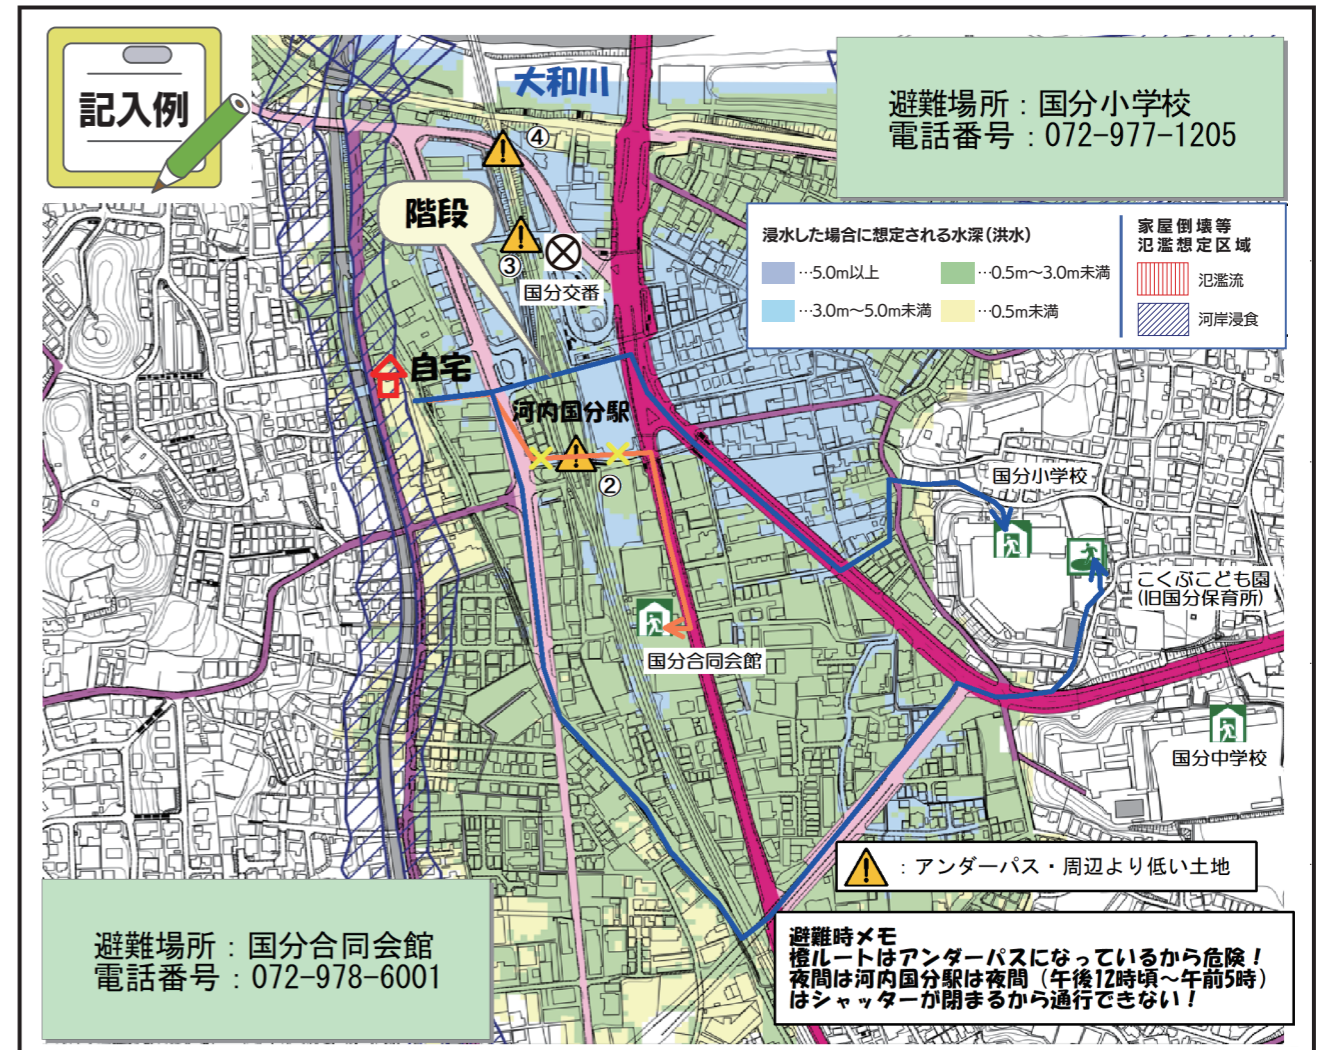 記入例
大和川
避難場所：国分小学校
電話番号：072-977-1205
④
階段
③
国分交番
浸水した場合に想定される水深(洪水)
…5.0m以上
…0.5m～3.0m未満
…3.0m～5.0m未満
…0.5m未満
家屋倒壊等
氾濫想定区域
氾濫流
河岸浸食
自宅
河内国分駅
②
国分小学校
こくぶこども園
(旧国分保育所)
国分合同会館
国分中学校
：アンダーパス・周辺より低い土地
避難場所：国分合同会館
電話番号：072-978-6001
避難時メモ
橙ルートはアンダーパスになっているから危険！
夜間は河内国分駅は夜間（午後12時頃～午前5時）
はシャッターが閉まるから通行できない！